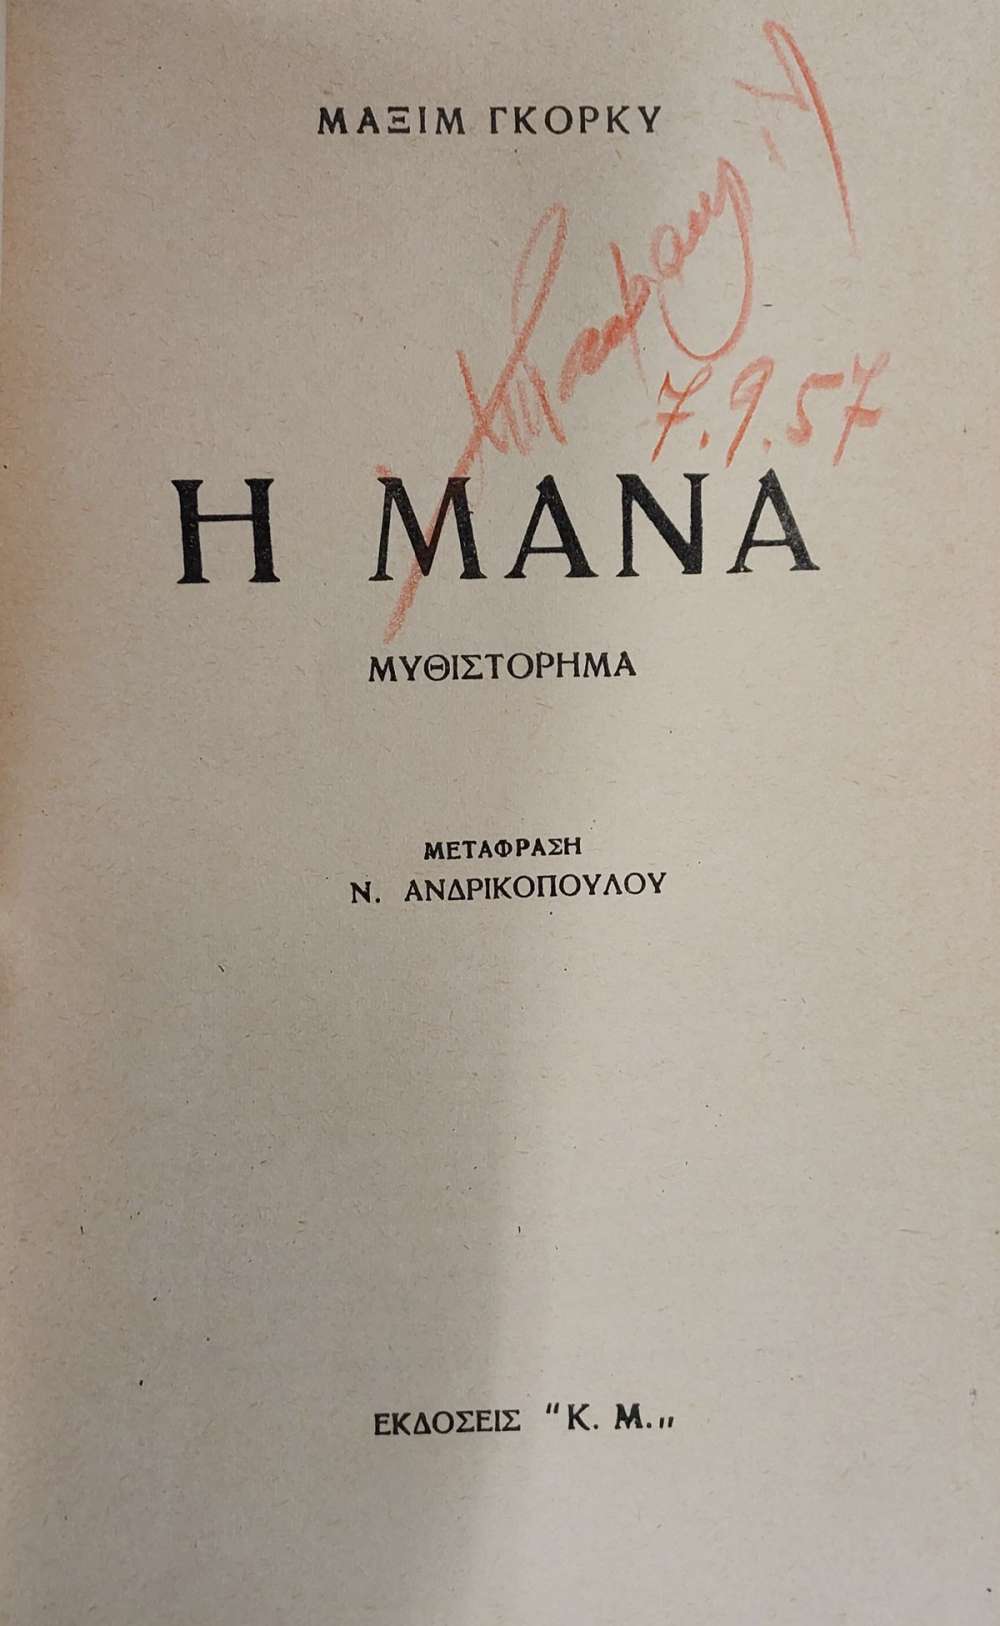 ΜΑΞΙΜ ΓΚΟΡΚΥ
7.9.57
Η ΜΑΝΑ
ΜΥΘΙΣΤΟΡΗΜΑ
ΜΕΤΑΦΡΑΣΗ
Ν. ΑΝΔΡΙΚΟΠΟΥΛΟΥ
ΕΚΔΟΣΕΙΣ "Κ. Μ.„